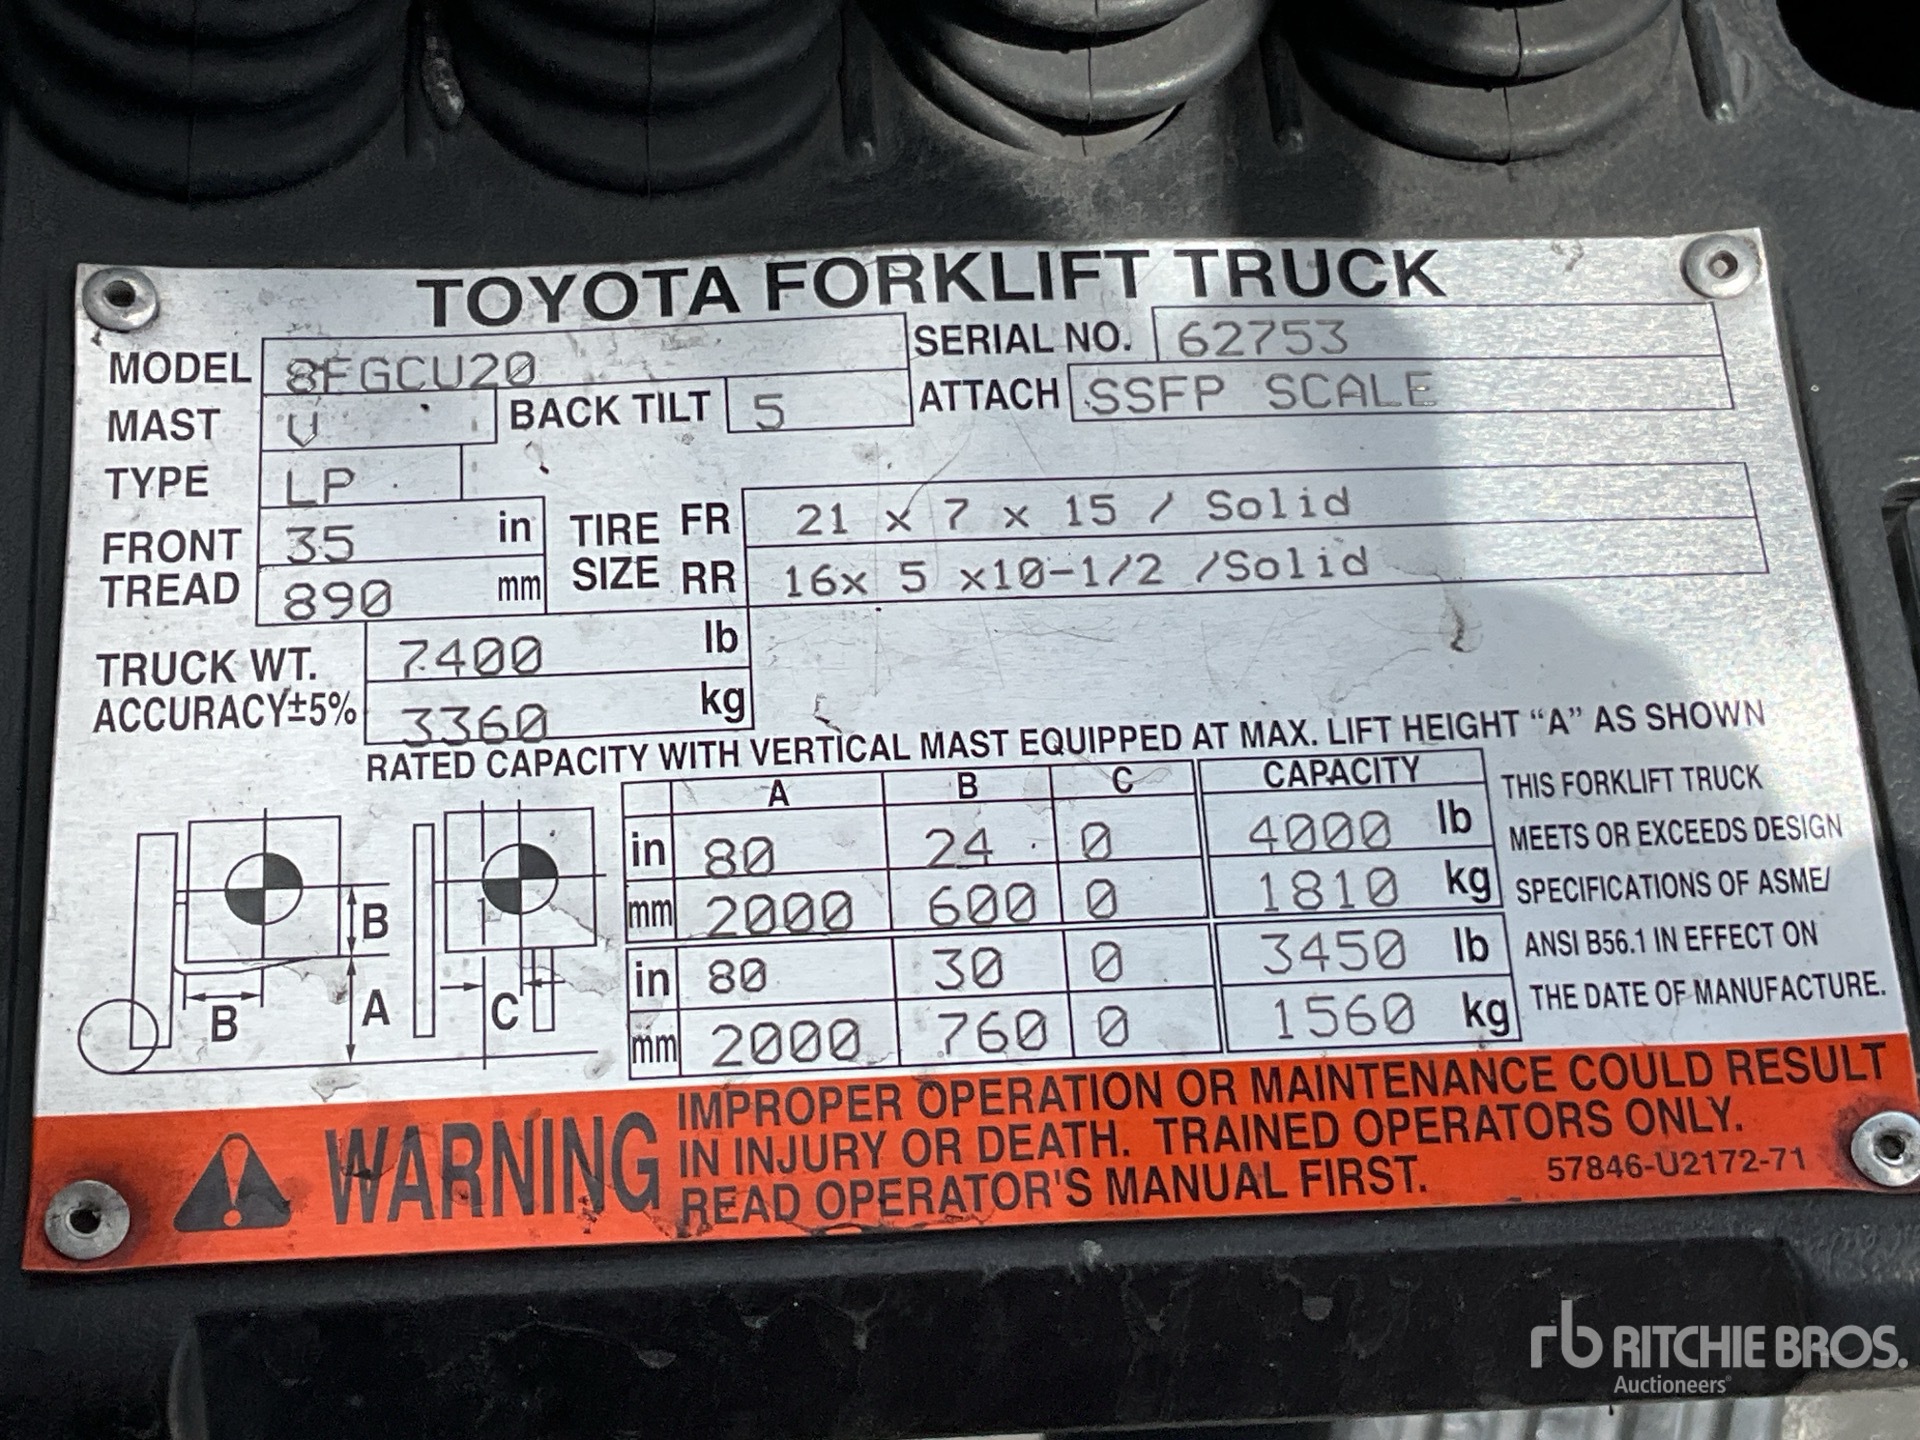 TOYOTA FORKLIFT TRUCK
MODEL 8FGCU20 SERIAL NO. 62753
MAST V BACK TILT 5 ATTACH SSFP SCALE
TYPE LP
FRONT TREAD 35 in TIRE SIZE FR 21 x 7 x 15 / Solid
890 mm RR 16x 5 x10-1/2 /Solid
TRUCK WT. 7400 lb
ACCURACY±5% 3360 kg
RATED CAPACITY WITH VERTICAL MAST EQUIPPED AT MAX. LIFT HEIGHT “A” AS SHOWN
A B C CAPACITY
in 80 24 0 4000 lb
mm 2000 600 0 1810 kg
in 80 30 0 3450 lb
mm 2000 760 0 1560 kg
B
B
A
C
THIS FORKLIFT TRUCK
MEETS OR EXCEEDS DESIGN
SPECIFICATIONS OF ASME/
ANSI B56.1 IN EFFECT ON
THE DATE OF MANUFACTURE.
WARNING
IMPROPER OPERATION OR MAINTENANCE COULD RESULT
IN INJURY OR DEATH. TRAINED OPERATORS ONLY.
READ OPERATOR'S MANUAL FIRST. 57846-U2172-71
rb RITCHIE BROS.
Auctioneers